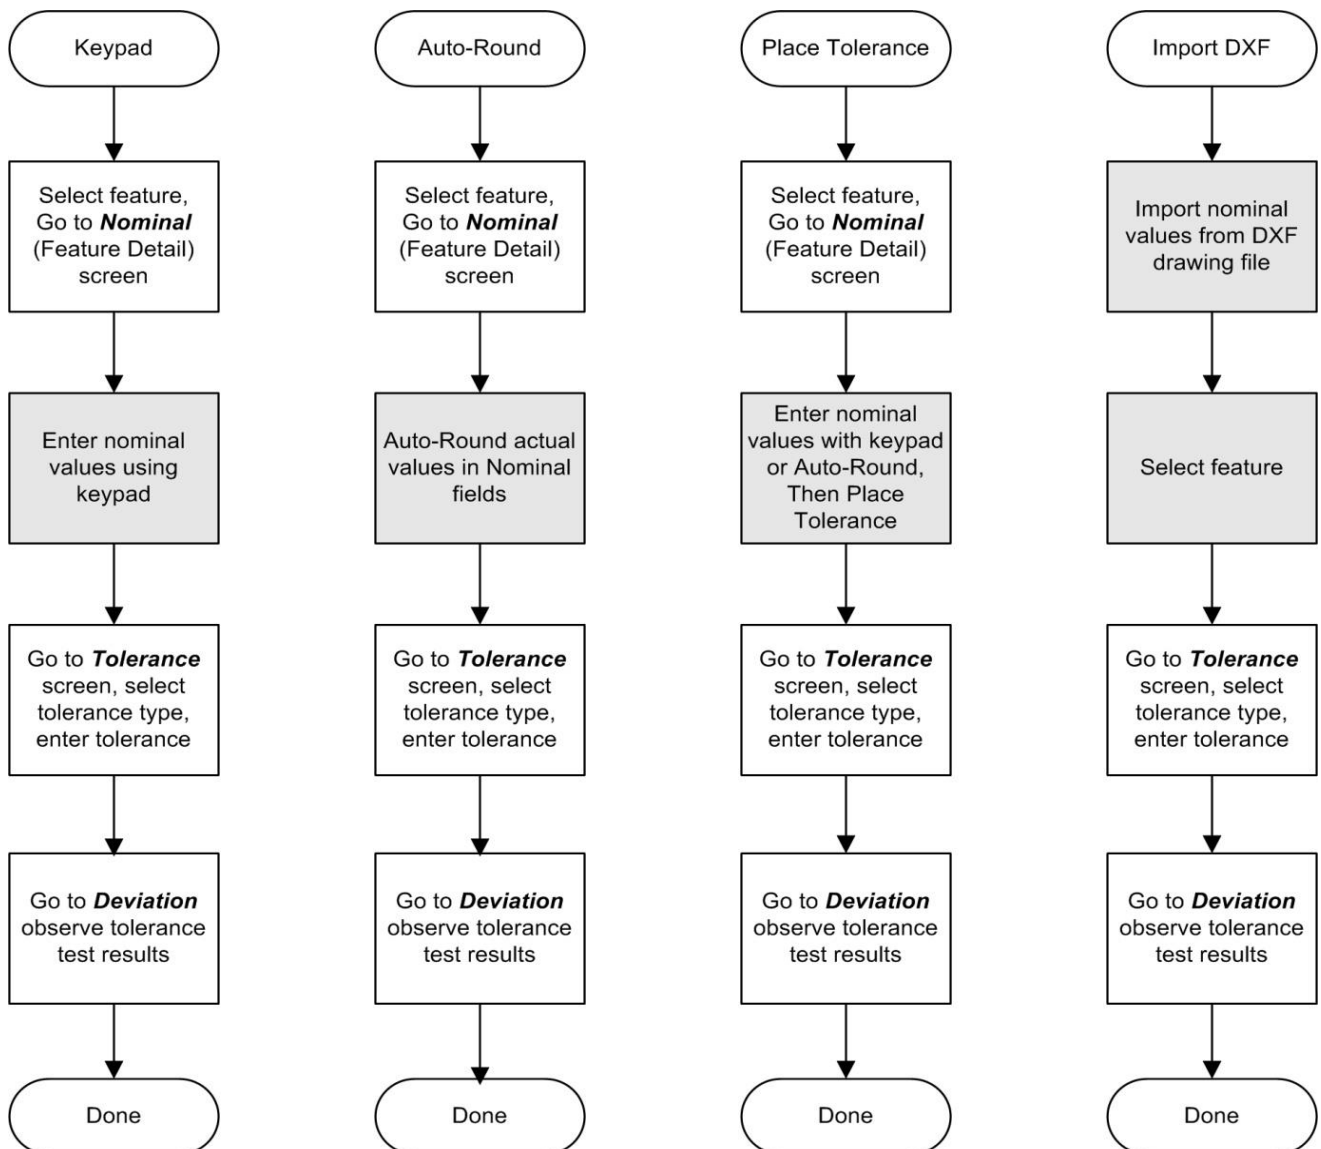 Keypad
Select feature,
Go to Nominal
(Feature Detail)
screen
Enter nominal
values using
keypad
Go to Tolerance
screen, select
tolerance type,
enter tolerance
Go to Deviation
observe tolerance
test results
Done
Auto-Round
Select feature,
Go to Nominal
(Feature Detail)
screen
Auto-Round actual
values in Nominal
fields
Go to Tolerance
screen, select
tolerance type,
enter tolerance
Go to Deviation
observe tolerance
test results
Done
Place Tolerance
Select feature,
Go to Nominal
(Feature Detail)
screen
Enter nominal
values with keypad
or Auto-Round,
Then Place
Tolerance
Go to Tolerance
screen, select
tolerance type,
enter tolerance
Go to Deviation
observe tolerance
test results
Done
Import DXF
Import nominal
values from DXF
drawing file
Select feature
Go to Tolerance
screen, select
tolerance type,
enter tolerance
Go to Deviation
observe tolerance
test results
Done